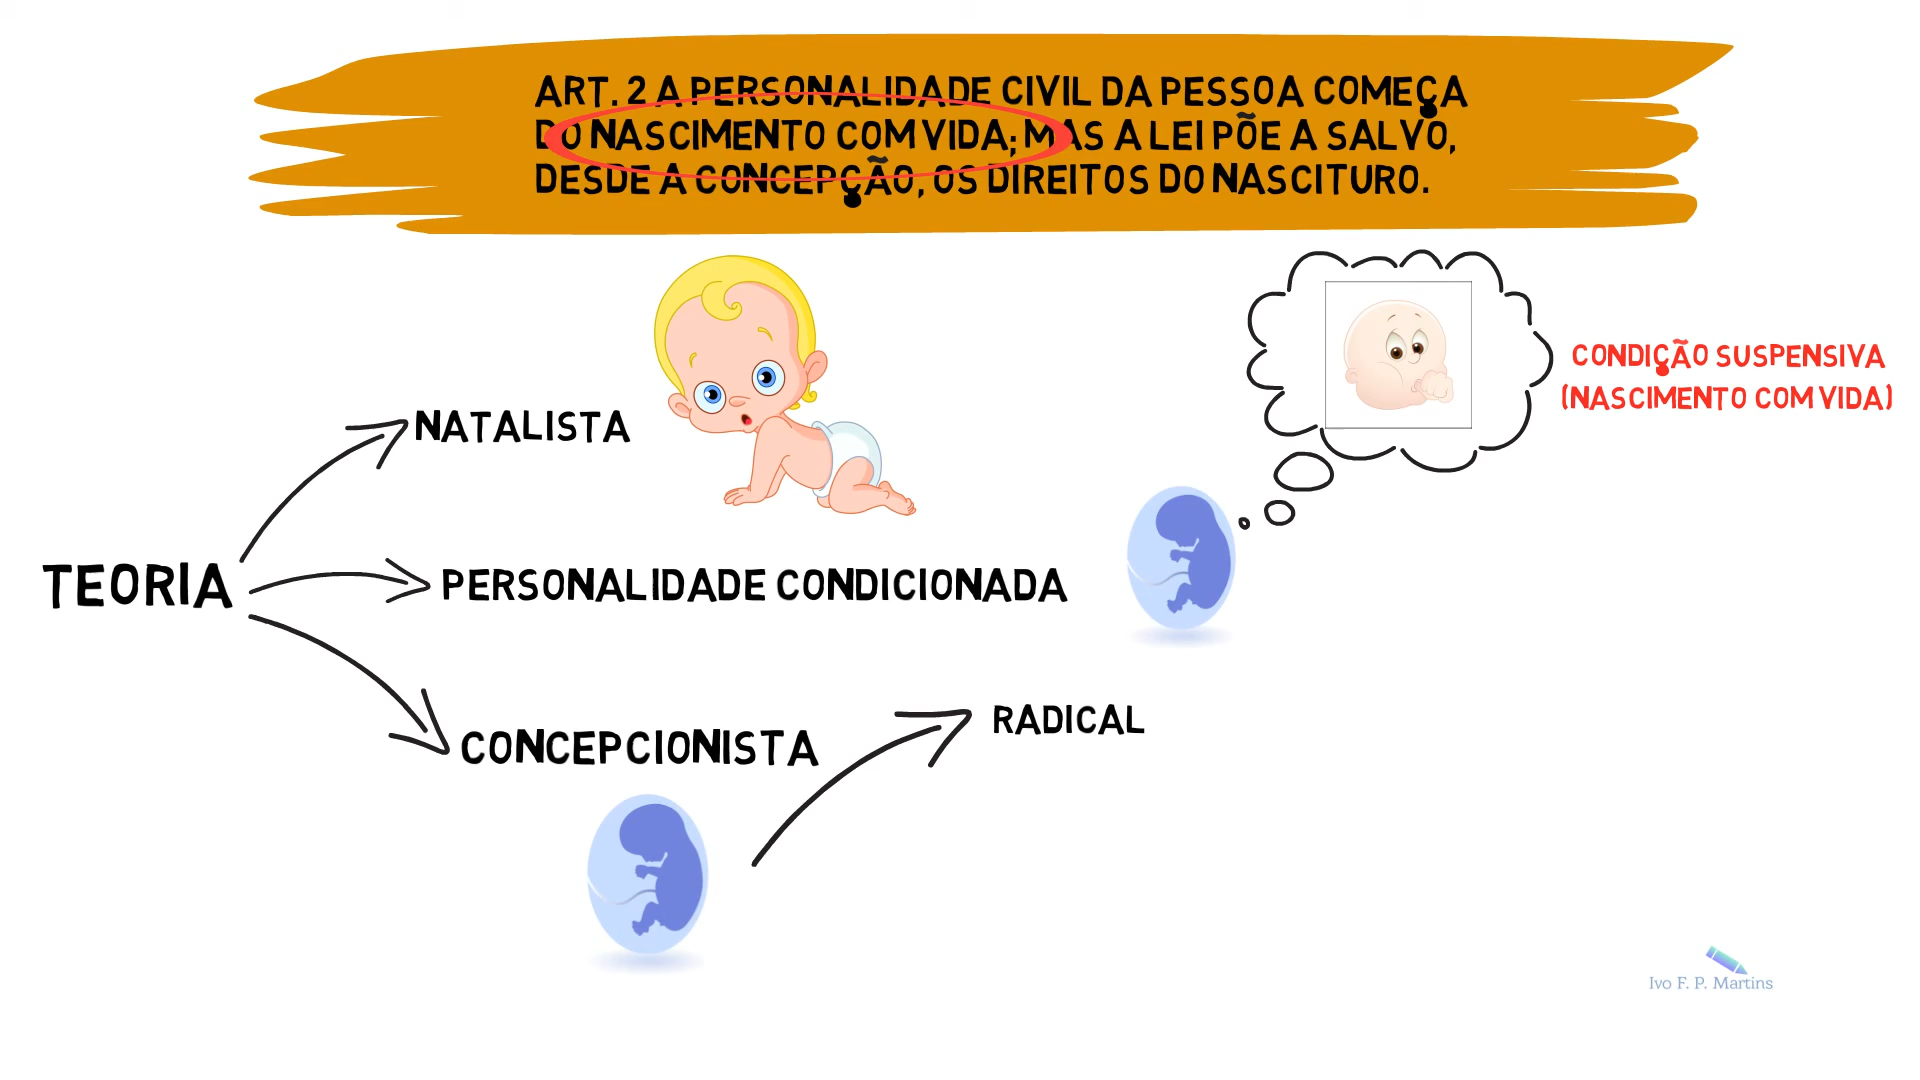 ART. 2 A PERSONALIDADE CIVIL DA PESSOA COMEÇA
DO NASCIMENTO COM VIDA; MAS A LEI PÕE A SALVO,
DESDE A CONCEPÇÃO, OS DIREITOS DO NASCITURO.
CONDIÇÃO SUSPENSIVA
(NASCIMENTO COM VIDA)
NATALISTA
TEORIA
PERSONALIDADE CONDICIONADA
RADICAL
CONCEPCIONISTA
Ivo F. P. Martins